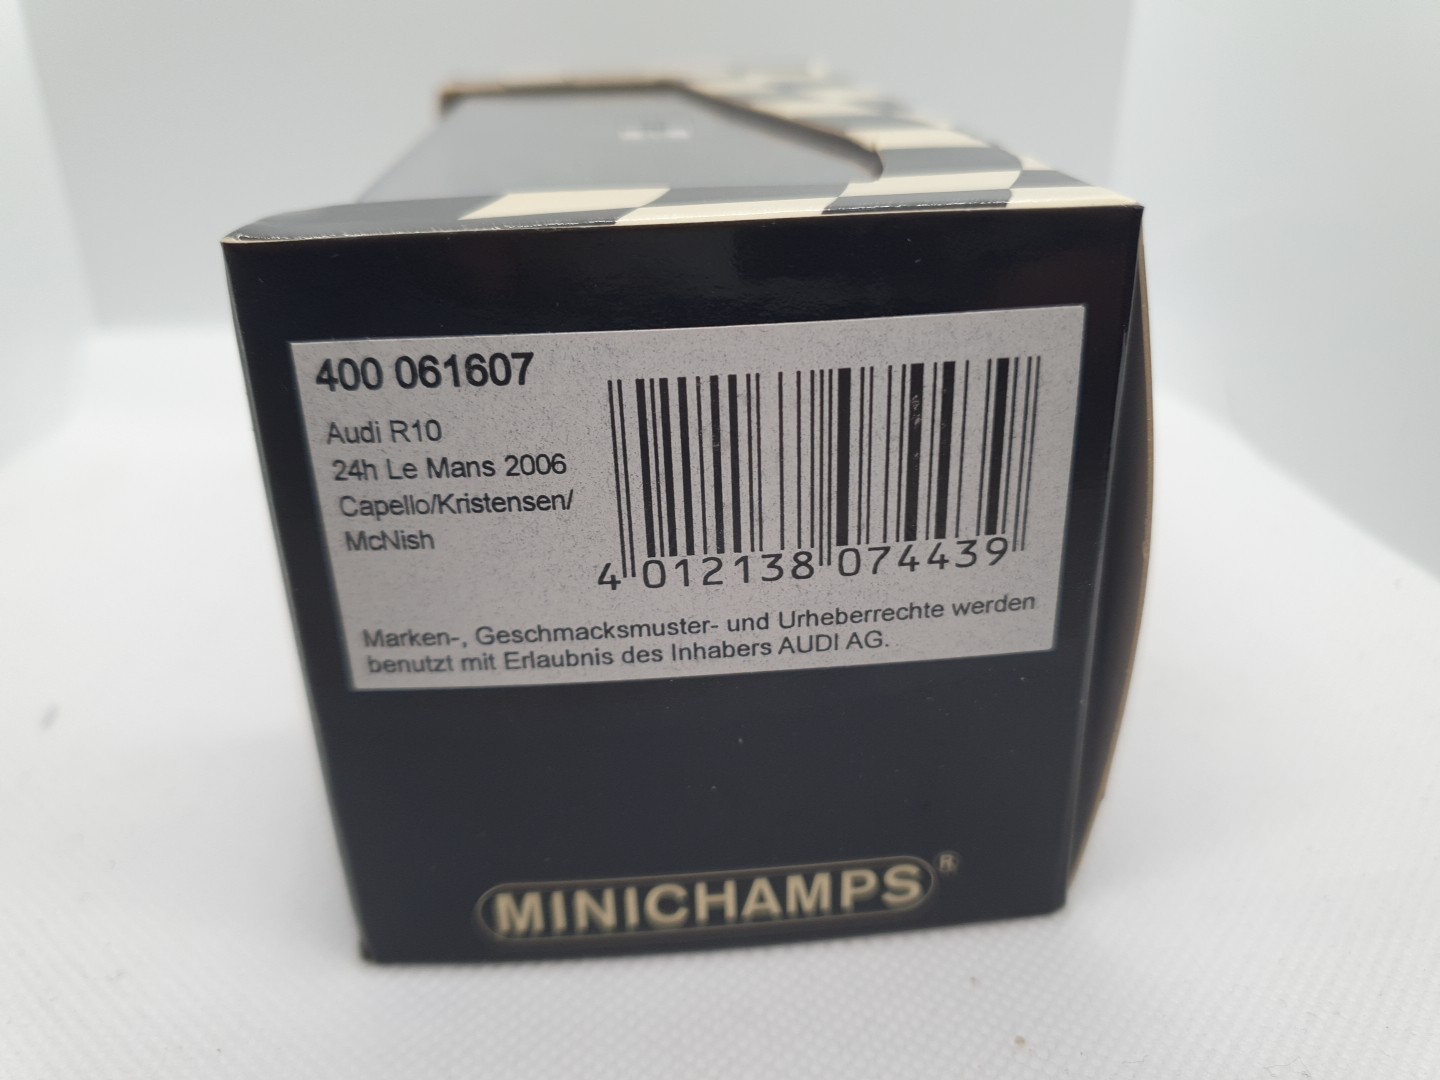 400 061607
Audi R10
24h Le Mans 2006
Capello/Kristensen/
McNish
4 012138 074439
Marken-, Geschmacksmuster- und Urheberrechte werden
benutzt mit Erlaubnis des Inhabers AUDI AG.
MINICHAMPS®